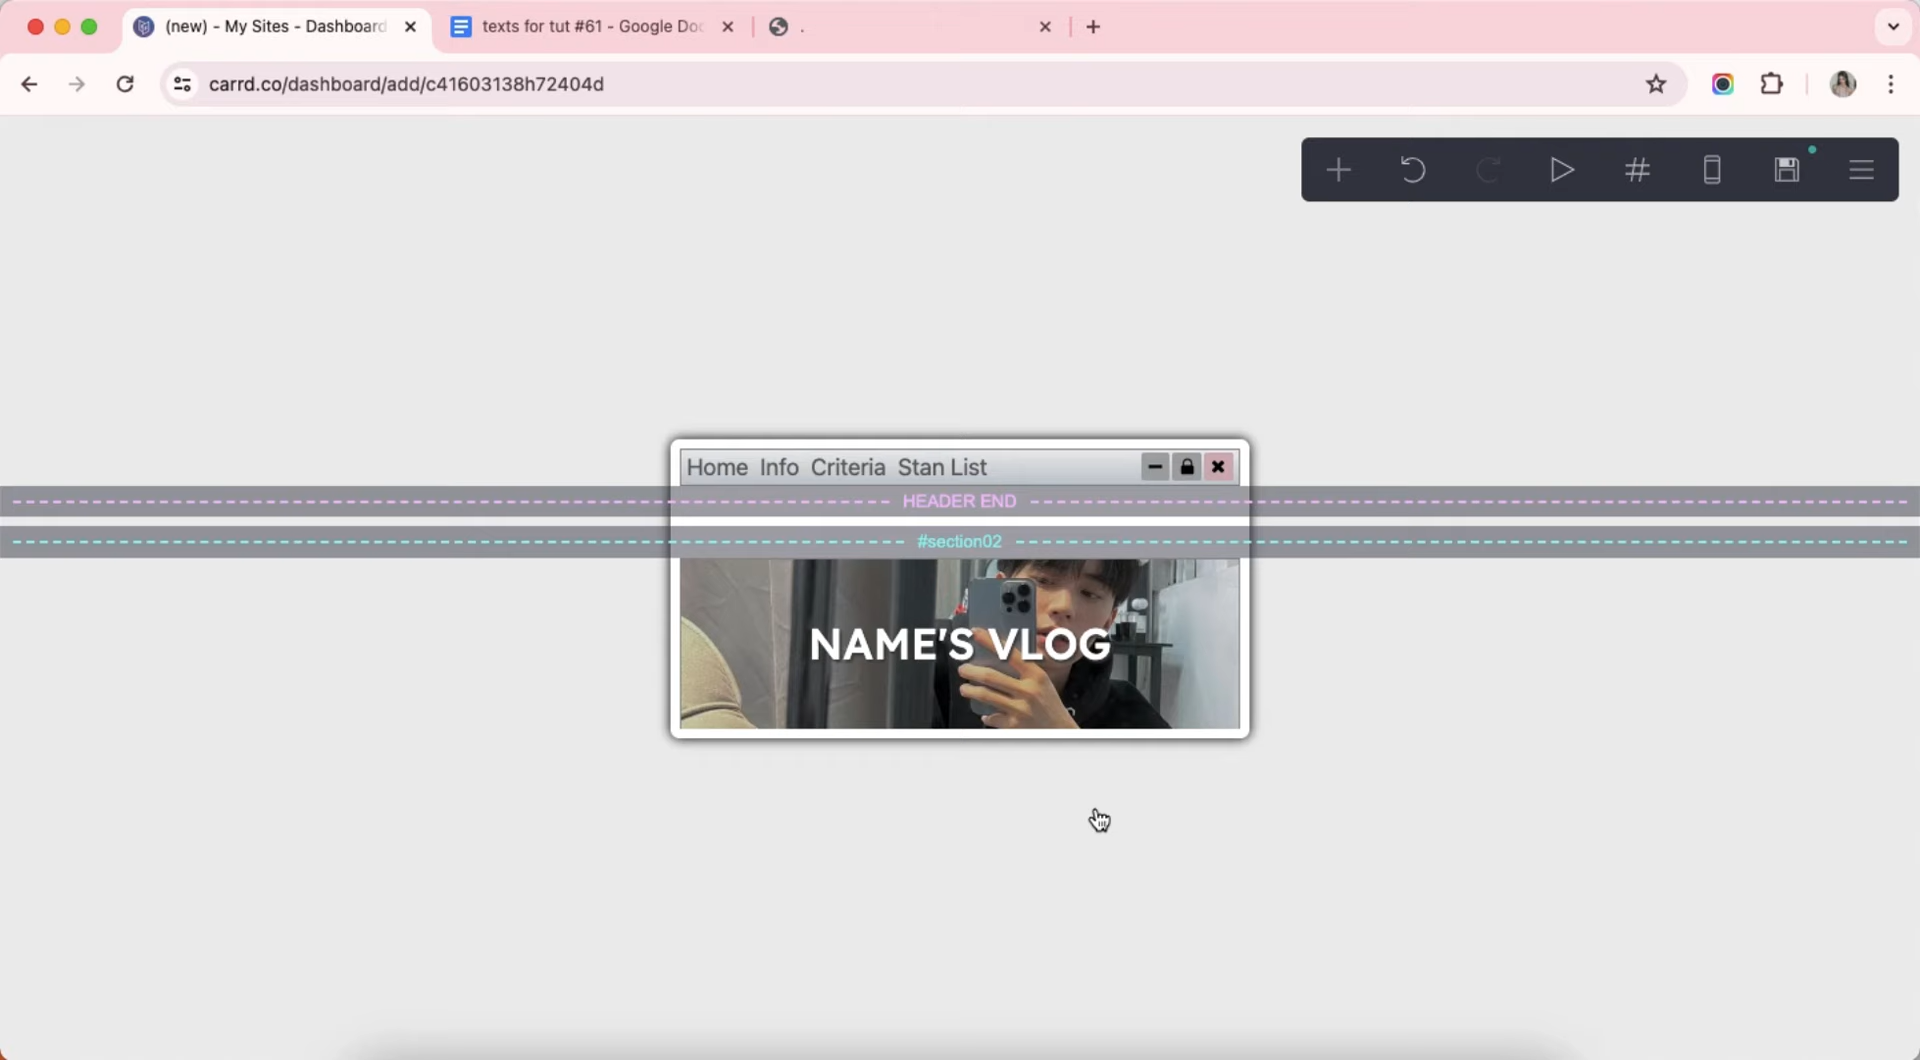 (new) - My Sites - Dashboard
texts for tut #61 - Google Doc
.
carrd.co/dashboard/add/c41603138h72404d
Home Info Criteria Stan List
HEADER END
#section02
NAME'S VLOG